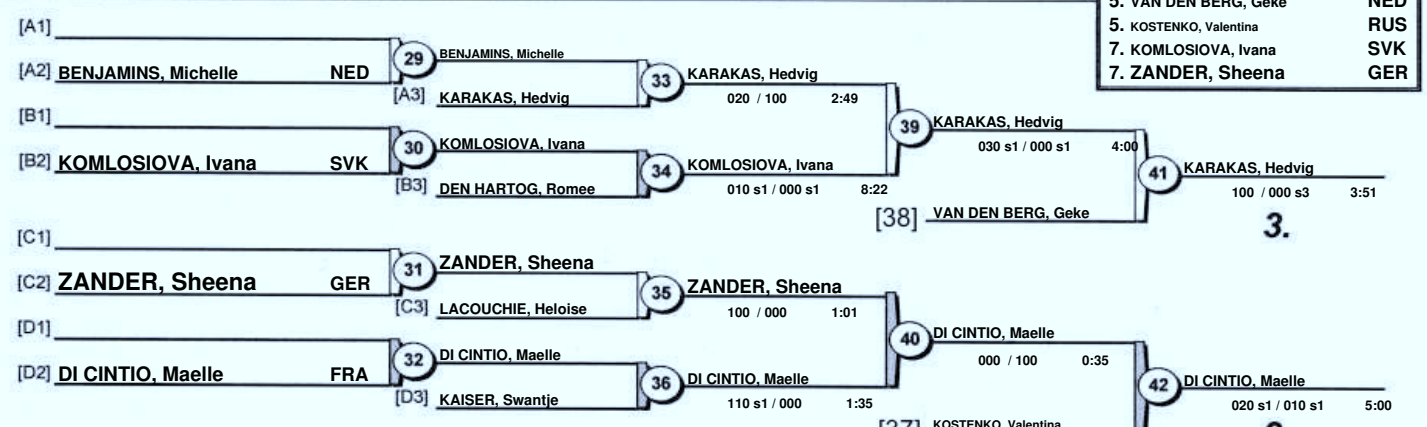 5. VAN DEN BERG, Geke NED
5. KOSTENKO, Valentina RUS
7. KOMLOSIOVA, Ivana SVK
7. ZANDER, Sheena GER
[A1]
29 BENJAMINS, Michelle
[A2] BENJAMINS, Michelle NED
33 KARAKAS, Hedvig
[A3] KARAKAS, Hedvig
020 / 100 2:49
[B1]
39 KARAKAS, Hedvig
30 KOMLOSIOVA, Ivana
030 s1 / 000 s1 4:00
[B2] KOMLOSIOVA, Ivana SVK
34 KOMLOSIOVA, Ivana
41 KARAKAS, Hedvig
[B3] DEN HARTOG, Romee
010 s1 / 000 s1 8:22
100 / 000 s3 3:51
[38] VAN DEN BERG, Geke
3.
[C1]
31 ZANDER, Sheena
[C2] ZANDER, Sheena GER
35 ZANDER, Sheena
[C3] LACOUCHIE, Heloise
100 / 000 1:01
[D1]
40 DI CINTIO, Maelle
32 DI CINTIO, Maelle
000 / 100 0:35
[D2] DI CINTIO, Maelle FRA
36 DI CINTIO, Maelle
42 DI CINTIO, Maelle
[D3] KAISER, Swantje
110 s1 / 000 1:35
020 s1 / 010 s1 5:00
[37] KOSTENKO, Valentina